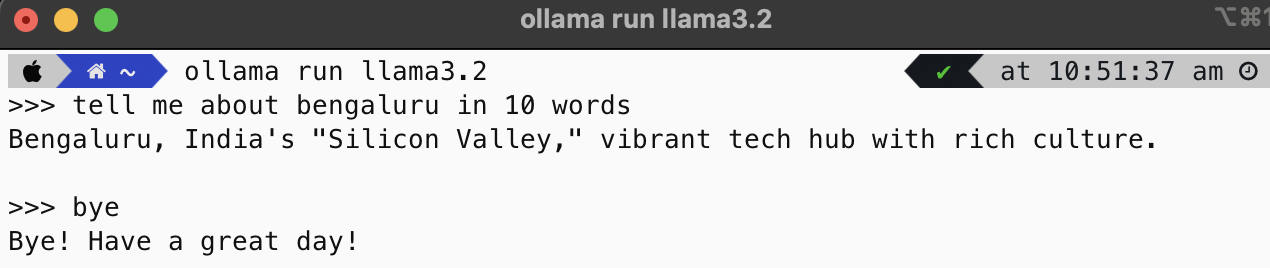 ollama run llama3.2
⌥⌘1
~ ollama run llama3.2 ✔ at 10:51:37 am
>>> tell me about bengaluru in 10 words
Bengaluru, India's "Silicon Valley," vibrant tech hub with rich culture.
>>> bye
Bye! Have a great day!